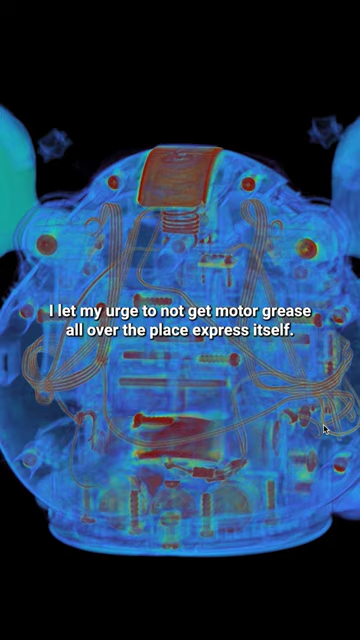 I let my urge to not get motor grease
all over the place express itself.